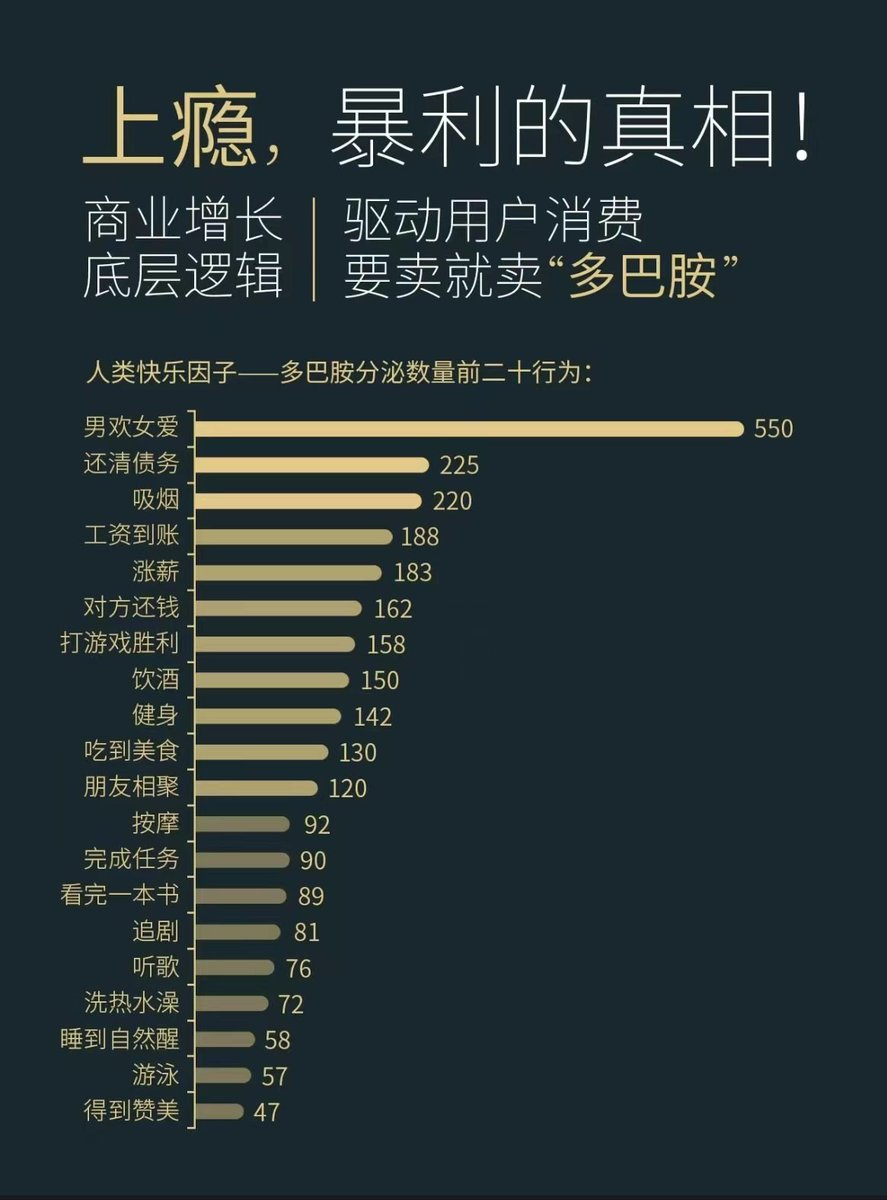 上瘾，暴利的真相！
商业增长
底层逻辑
驱动用户消费
要卖就卖“多巴胺”
人类快乐因子——多巴胺分泌数量前二十行为：
男欢女爱 550
还清债务 225
吸烟 220
工资到账 188
涨薪 183
对方还钱 162
打游戏胜利 158
饮酒 150
健身 142
吃到美食 130
朋友相聚 120
按摩 92
完成任务 90
看完一本书 89
追剧 81
听歌 76
洗热水澡 72
睡到自然醒 58
游泳 57
得到赞美 47